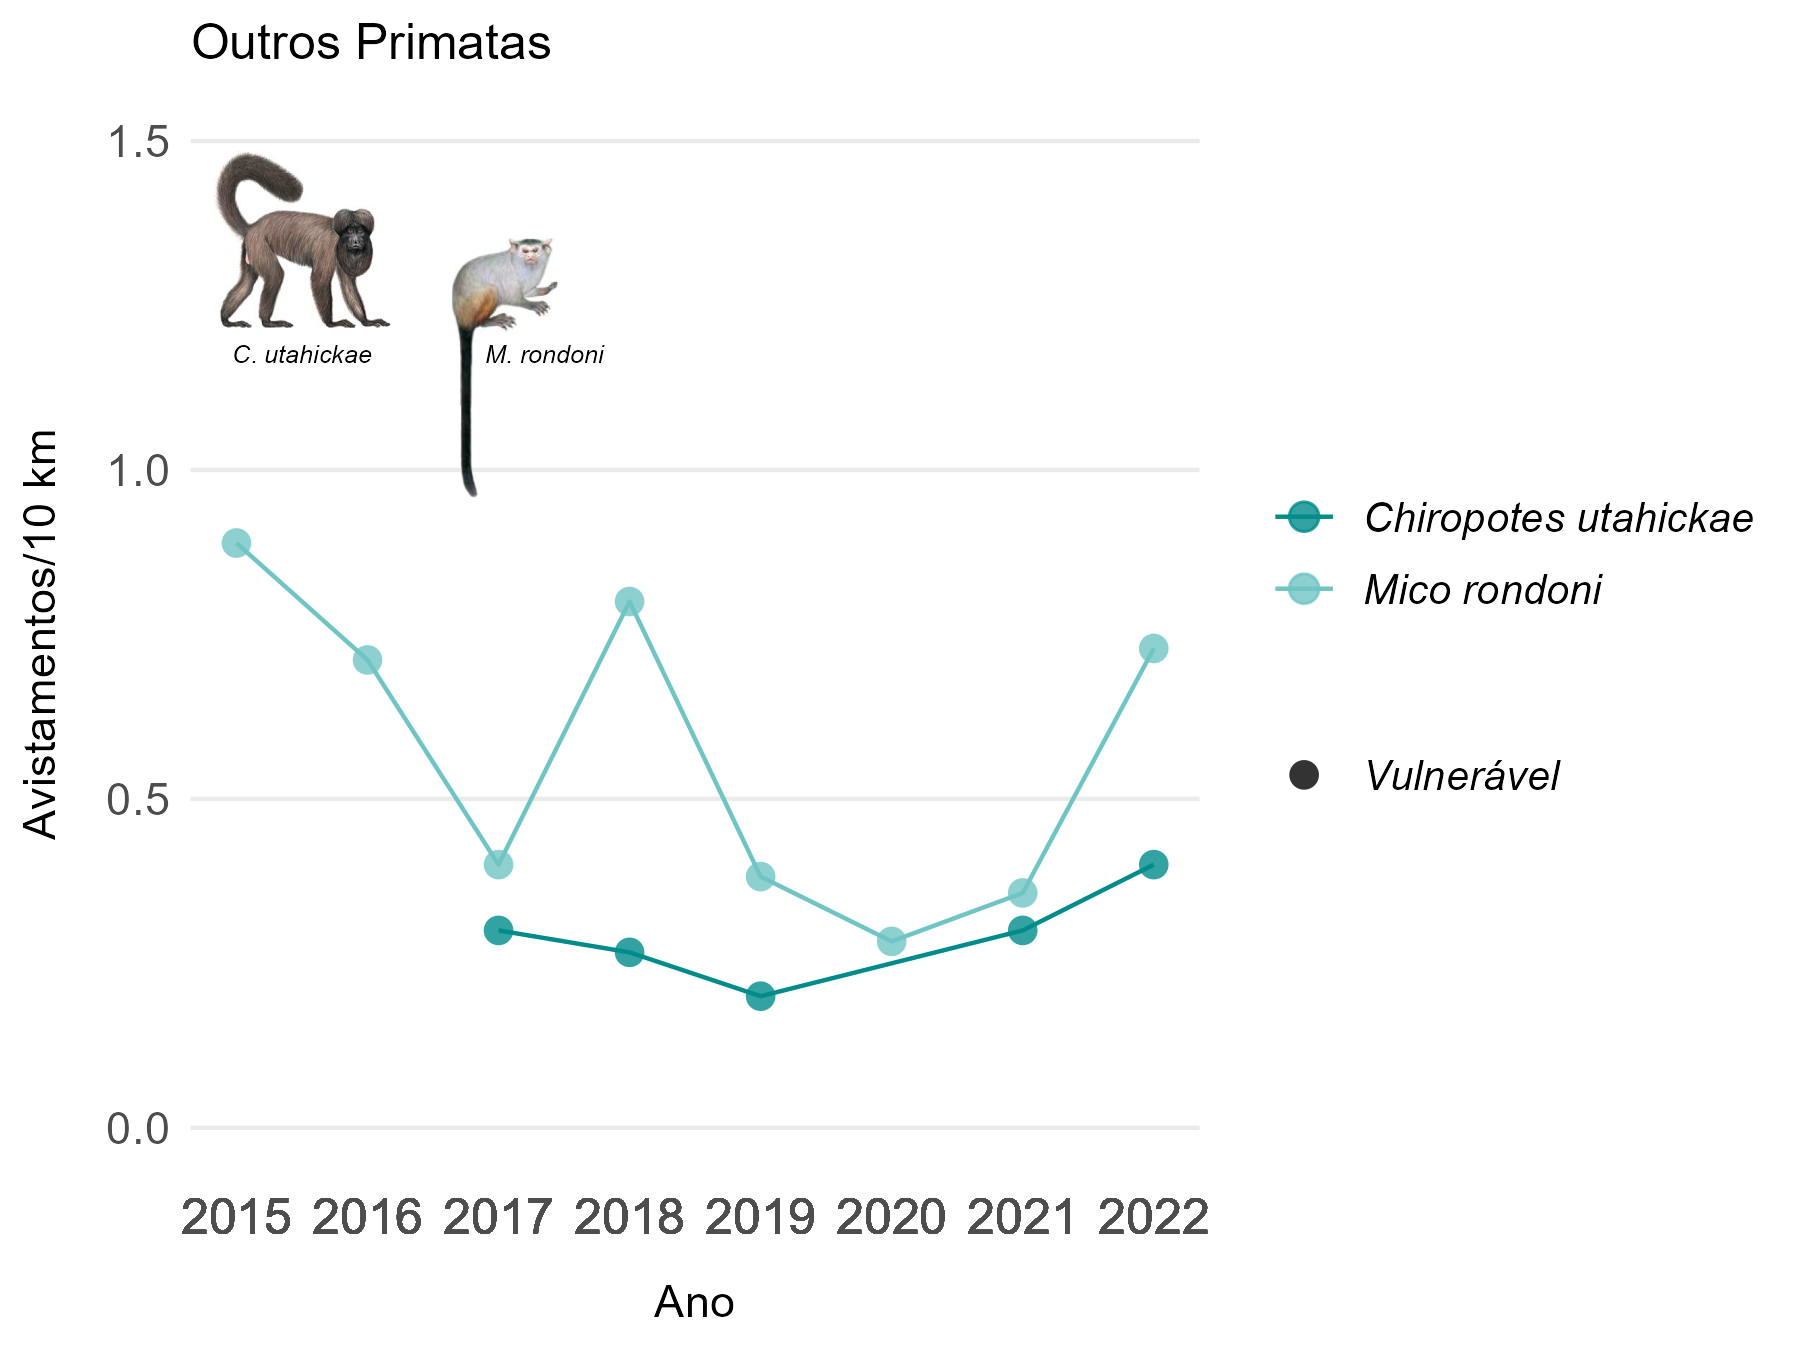 Outros Primatas
1.5
C. utahickae
M. rondoni
1.0
Avistamentos/10 km
Chiropotes utahickae
Mico rondoni
Vulnerável
0.5
0.0
2015 2016 2017 2018 2019 2020 2021 2022
Ano